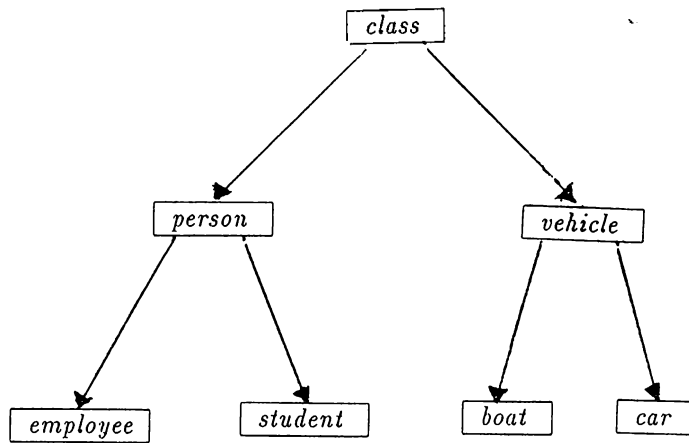 class
person
vehicle
employee
student
boat
car